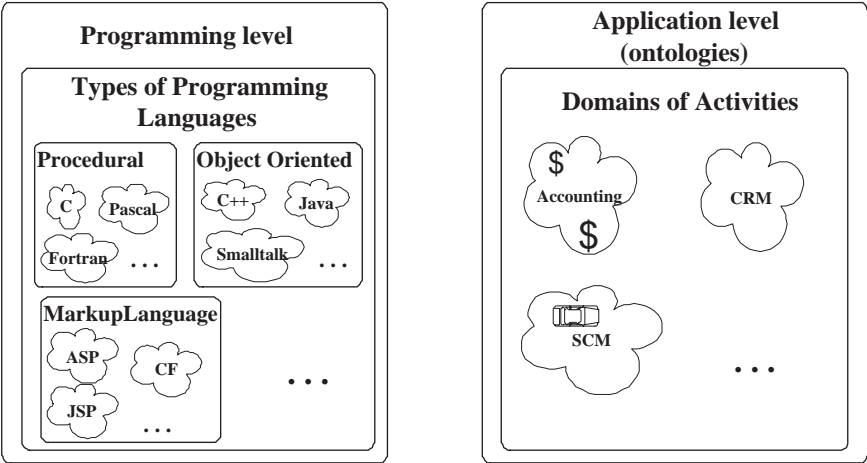 Programming level
Types of Programming
Languages
Procedural
C
Pascal
Fortran
...
Object Oriented
C++
Java
Smalltalk
...
MarkupLanguage
ASP
CF
JSP
...
...
Application level
(ontologies)
Domains of Activities
$
Accounting
$
CRM
SCM
...